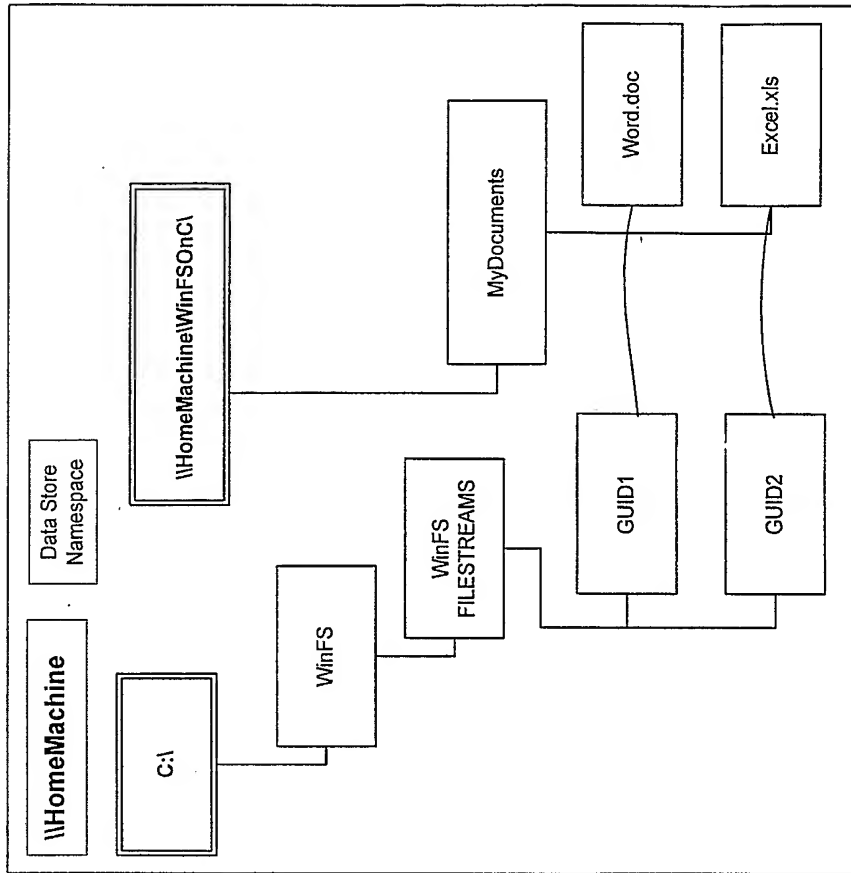 \\HomeMachine
Data Store
Namespace
C:\
\\HomeMachine\WinFSOnC\
WinFS
WinFS
FILESTREAMS
MyDocuments
GUID1
Word.doc
GUID2
Excel.xls